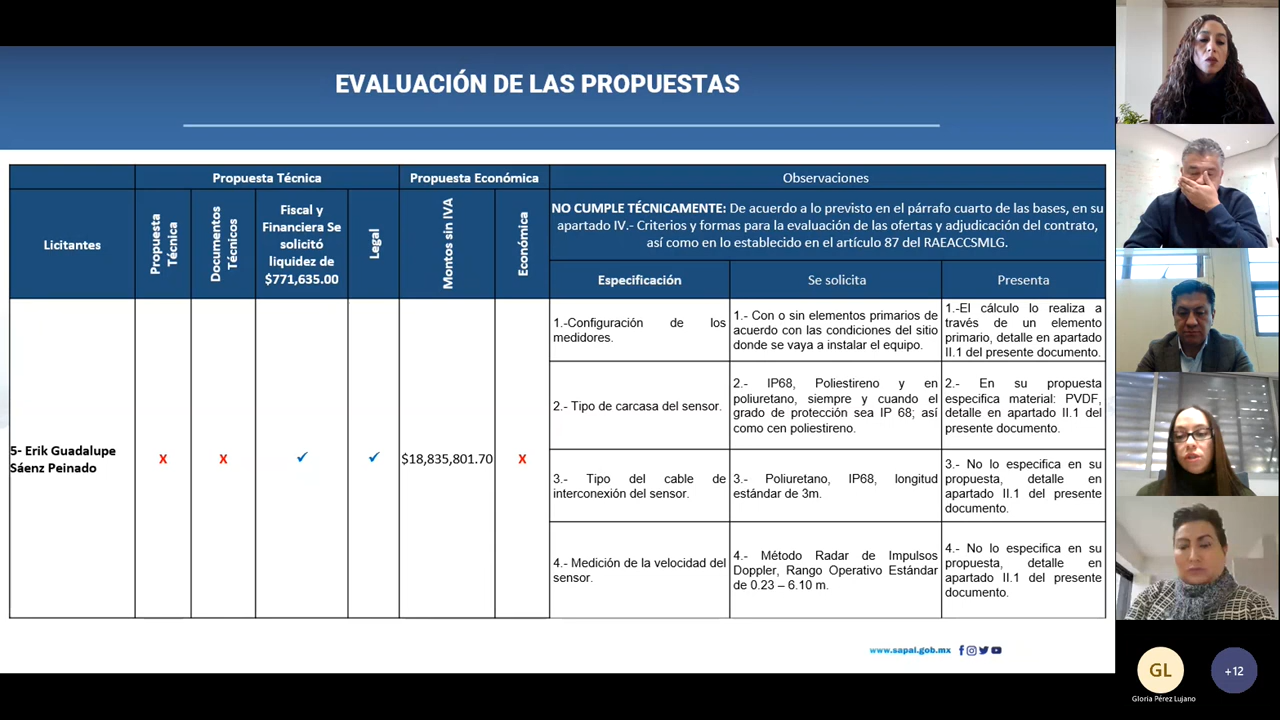 EVALUACIÓN DE LAS PROPUESTAS
Licitantes
Propuesta Técnica
Propuesta Económica
Observaciones
Propuesta
Técnica
Documentos
Técnicos
Fiscal y
Financiera Se
solicitó
liquidez de
$771,635.00
Legal
Montos sin IVA
Económica
NO CUMPLE TÉCNICAMENTE: De acuerdo a lo previsto en el párrafo cuarto de las bases, en su
apartado IV.- Criterios y formas para la evaluación de las ofertas y adjudicación del contrato,
así como en lo establecido en el artículo 87 del RAEACCSMLG.
Especificación
Se solicita
Presenta
5- Erik Guadalupe
Sáenz Peinado
X
X
✓
✓
$18,835,801.70
X
1.-Configuración de los
medidores.
1.- Con o sin elementos primarios de
acuerdo con las condiciones del sitio
donde se vaya a instalar el equipo.
1.-El cálculo lo realiza a
través de un elemento
primario, detalle en apartado
II.1 del presente documento.
2.- Tipo de carcasa del sensor.
2.- IP68, Poliestireno y en
poliuretano, siempre y cuando el
grado de protección sea IP 68; así
como cen poliestireno.
2.- En su propuesta
especifica material: PVDF,
detalle en apartado II.1 del
presente documento.
3.- Tipo del cable de
interconexión del sensor.
3.- Poliuretano, IP68, longitud
estándar de 3m.
3.- No lo especifica en su
propuesta, detalle en
apartado II.1 del presente
documento.
4.- Medición de la velocidad del
sensor.
4.- Método Radar de Impulsos
Doppler, Rango Operativo Estándar
de 0.23 – 6.10 m.
4.- No lo especifica en su
propuesta, detalle en
apartado II.1 del presente
documento.
www.sapal.gob.mx
GL
+12
Gloria Pérez Lujano